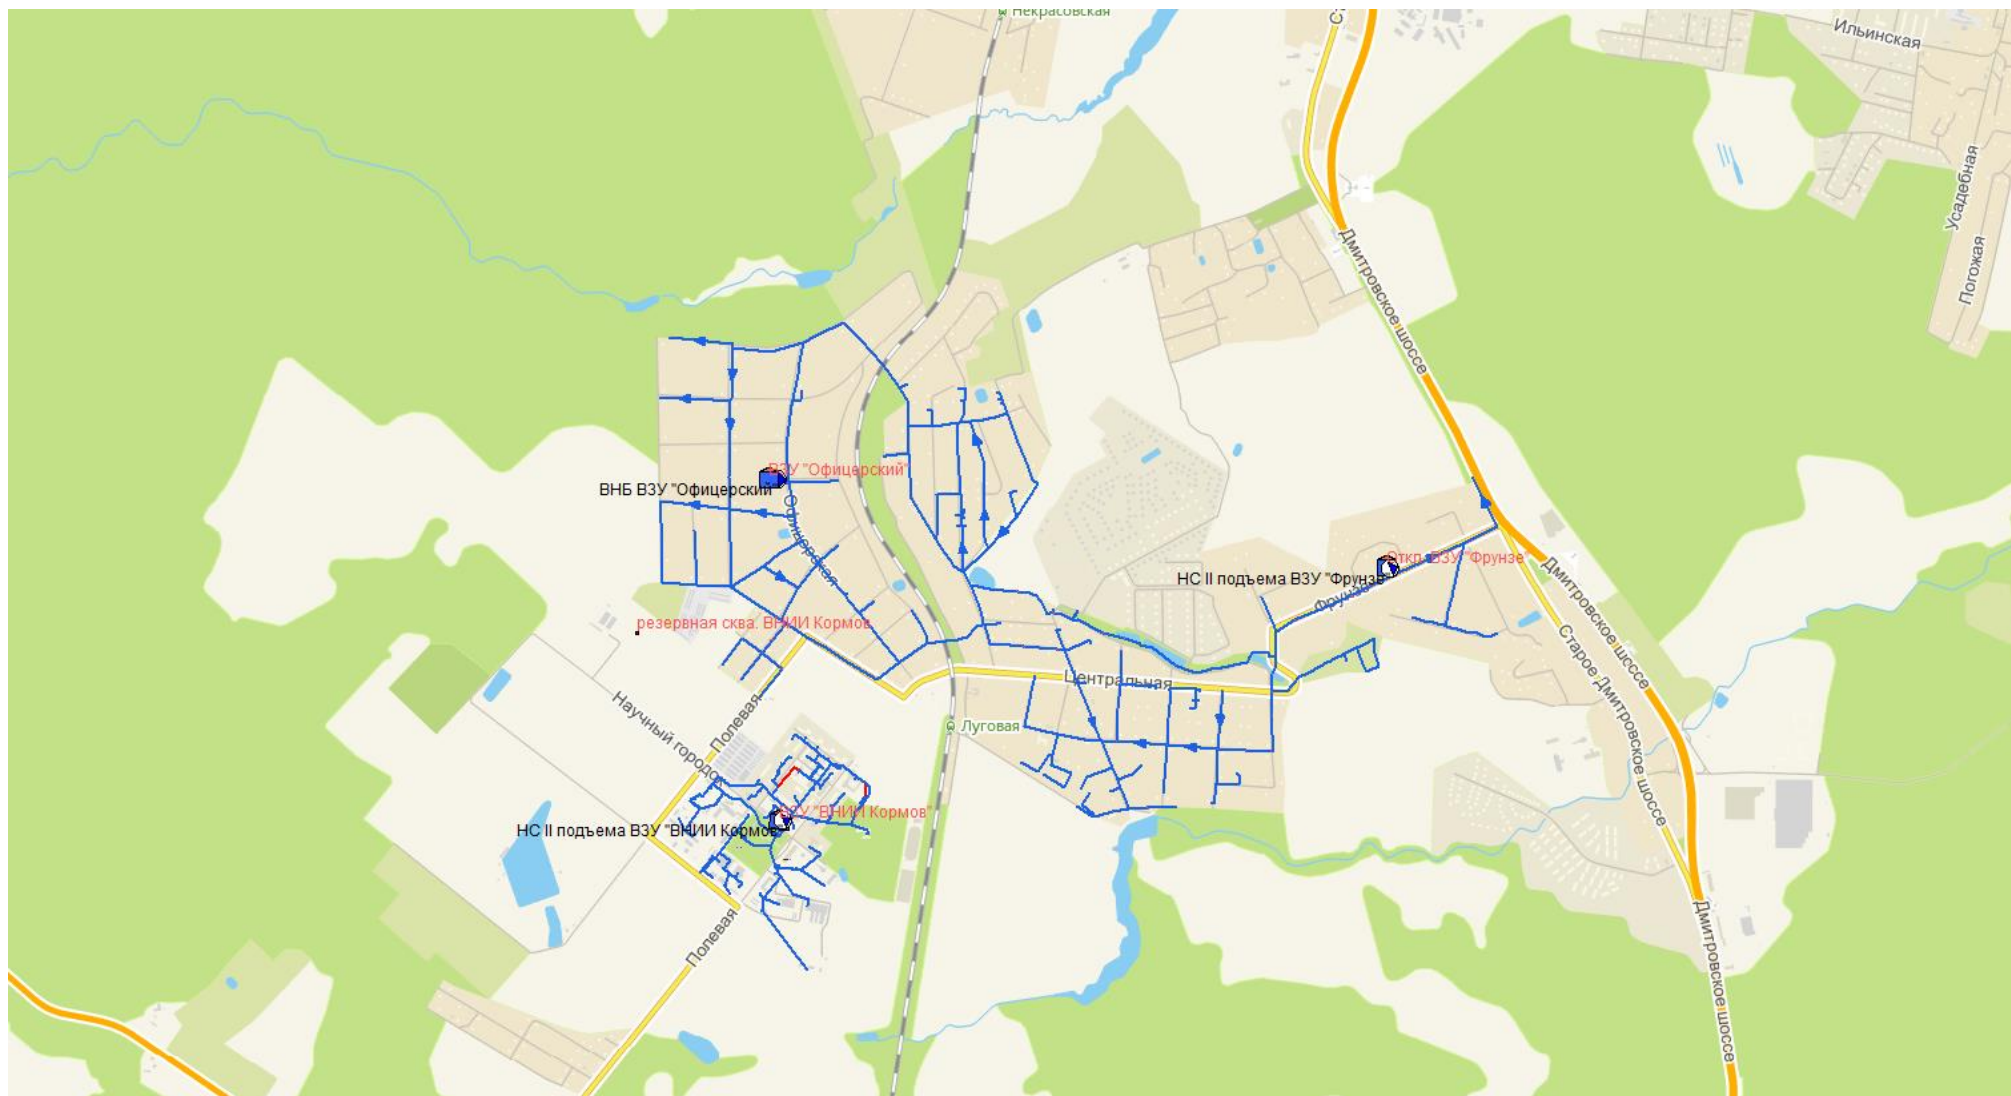 Некрасовская
Ильинская
Усадебная
Погожая
Дмитровское шоссе
ВЗУ "Офицерский"
ВНБ ВЗУ "Офицерский"
Офицерская
Откл. ВЗУ "Фрунзе"
НС II подъема ВЗУ "Фрунзе"
Фрунзе
Дмитровское шоссе
Старое Дмитровское шоссе
резервная сква. ВНИИ Кормов
Центральная
Научный городок
Полевая
Луговая
ВЗУ "ВНИИ Кормов"
НС II подъема ВЗУ "ВНИИ Кормов"
Полевая
Дмитровское шоссе